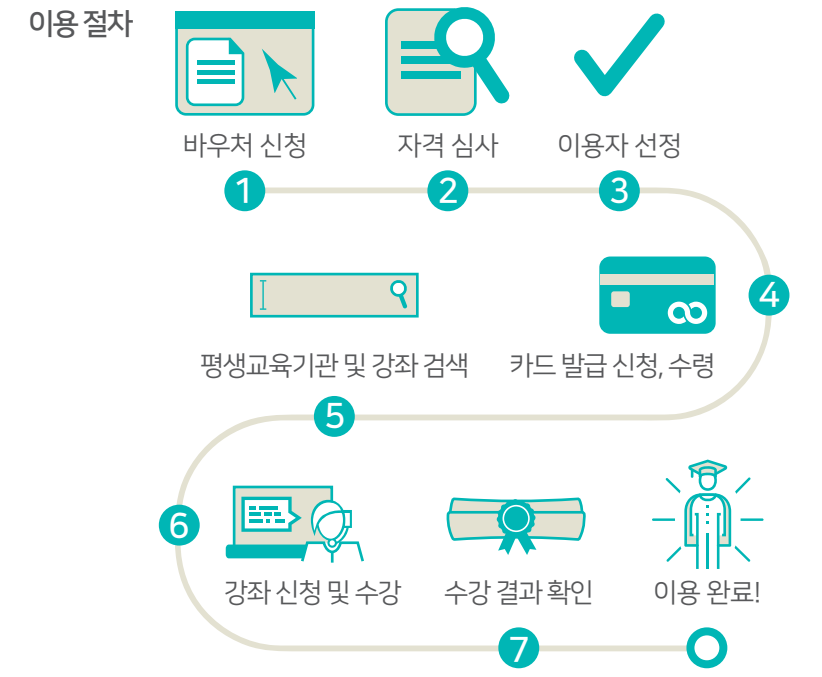 이용 절차
바우처 신청
자격 심사
이용자 선정
1
2
3
4
카드 발급 신청, 수령
평생교육기관 및 강좌 검색
5
6
강좌 신청 및 수강
수강 결과 확인
이용 완료!
7